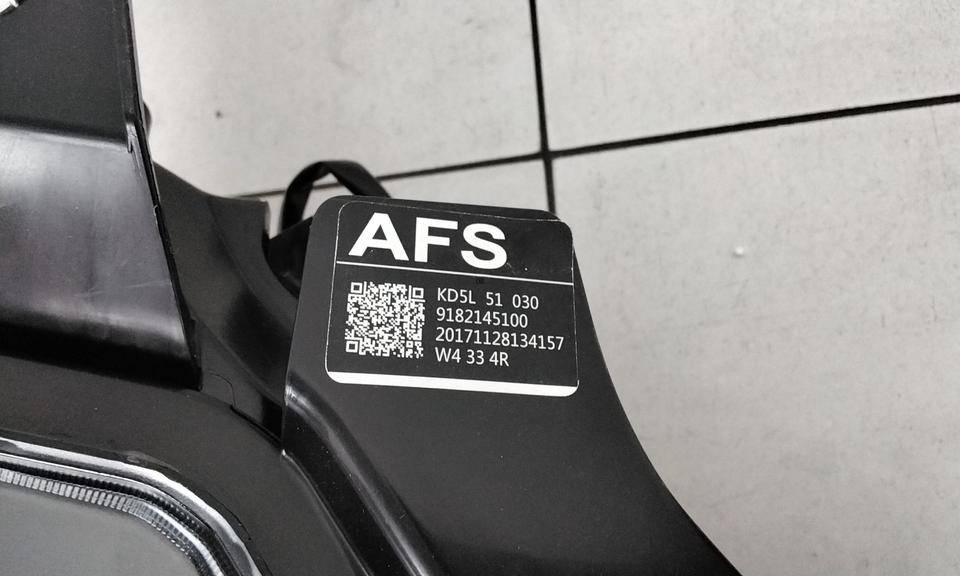 AFS
KD5L 51 030
9182145100
20171128134157
W4 33 4R